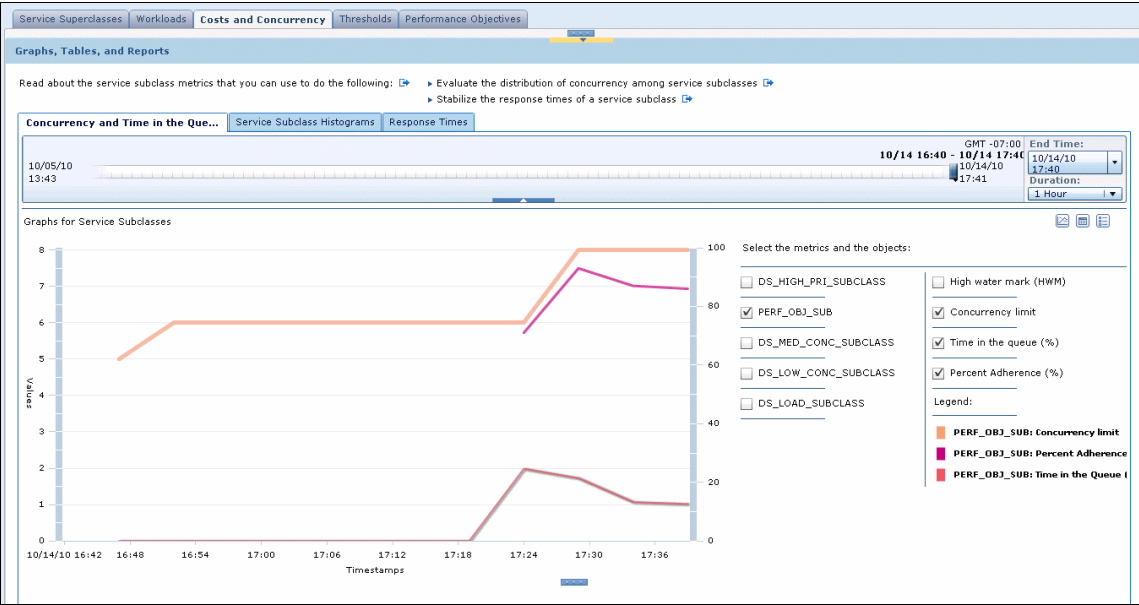 Service Superclasses Workloads Costs and Concurrency Thresholds Performance Objectives
Graphs, Tables, and Reports
Read about the service subclass metrics that you can use to do the following:
Evaluate the distribution of concurrency among service subclasses
Stabilize the response times of a service subclass
Concurrency and Time in the Que... Service Subclass Histograms Response Times
GMT -07:00
10/14 16:40 - 10/14 17:40
10/05/10
13:43
10/14/10
17:41
End Time:
10/14/10
17:40
Duration:
1 Hour
Graphs for Service Subclasses
8
7
6
5
4
3
2
1
0
Values
100
80
60
40
20
0
10/14/10 16:42 16:48 16:54 17:00 17:06 17:12 17:18 17:24 17:30 17:36
Timestamps
Select the metrics and the objects:
DS_HIGH_PRI_SUBCLASS
PERF_OBJ_SUB
DS_MED_CONC_SUBCLASS
DS_LOW_CONC_SUBCLASS
DS_LOAD_SUBCLASS
High water mark (HWM)
Concurrency limit
Time in the queue (%)
Percent Adherence (%)
Legend:
PERF_OBJ_SUB: Concurrency limit
PERF_OBJ_SUB: Percent Adherence
PERF_OBJ_SUB: Time in the Queue (